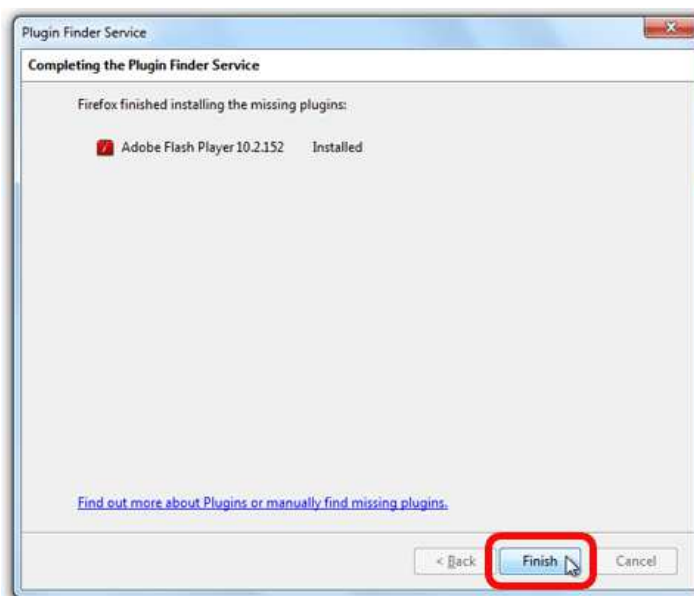 Plugin Finder Service
Completing the Plugin Finder Service
Firefox finished installing the missing plugins:
Adobe Flash Player 10.2.152 Installed
Find out more about Plugins or manually find missing plugins.
< Back Finish Cancel